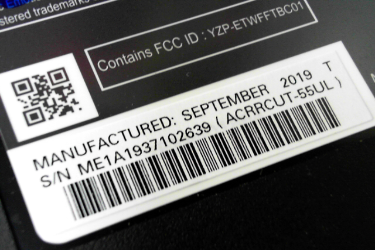 stered trademarks
Contains FCC ID : YZP-ETWFFTBC01
MANUFACTURED: SEPTEMBER 2019 T
S/N ME1A1937102639 ( ACRRCUT-55UL )